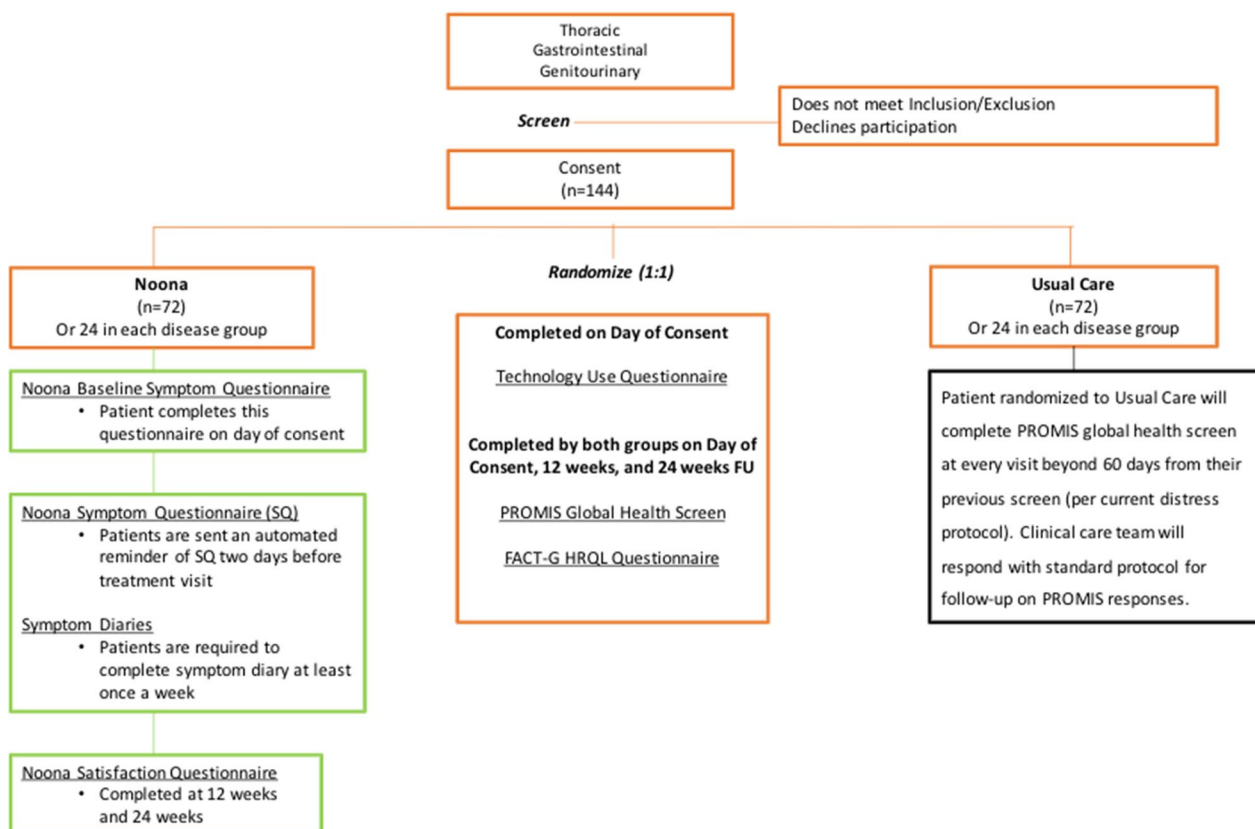 Thoracic
Gastrointestinal
Genitourinary
Screen
Does not meet Inclusion/Exclusion
Declines participation
Consent
(n=144)
Randomize (1:1)
Noona
(n=72)
Or 24 in each disease group
Noona Baseline Symptom Questionnaire
• Patient completes this
questionnaire on day of consent
Noona Symptom Questionnaire (SQ)
• Patients are sent an automated
reminder of SQ two days before
treatment visit
Symptom Diaries
• Patients are required to
complete symptom diary at least
once a week
Noona Satisfaction Questionnaire
• Completed at 12 weeks
and 24 weeks
Completed on Day of Consent
Technology Use Questionnaire
Completed by both groups on Day of
Consent, 12 weeks, and 24 weeks FU
PROMIS Global Health Screen
FACT-G HRQL Questionnaire
Usual Care
(n=72)
Or 24 in each disease group
Patient randomized to Usual Care will
complete PROMIS global health screen
at every visit beyond 60 days from their
previous screen (per current distress
protocol). Clinical care team will
respond with standard protocol for
follow-up on PROMIS responses.